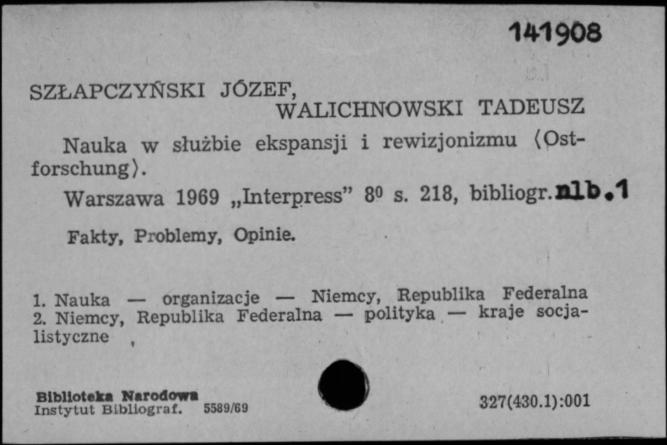 141908
SZŁAPCZYŃSKI JÓZEF,
WALICHNOWSKI TADEUSZ
Nauka w służbie ekspansji i rewizjonizmu (Ost-
forschung).
Warszawa 1969 „Interpress” 8⁰ s. 218, bibliogr. nlb.1
Fakty, Problemy, Opinie.
1. Nauka — organizacje — Niemcy, Republika Federalna
2. Niemcy, Republika Federalna — polityka — kraje socja-
listyczne
Biblioteka Narodowa
Instytut Bibliograf. 5589/69
327(430.1):001